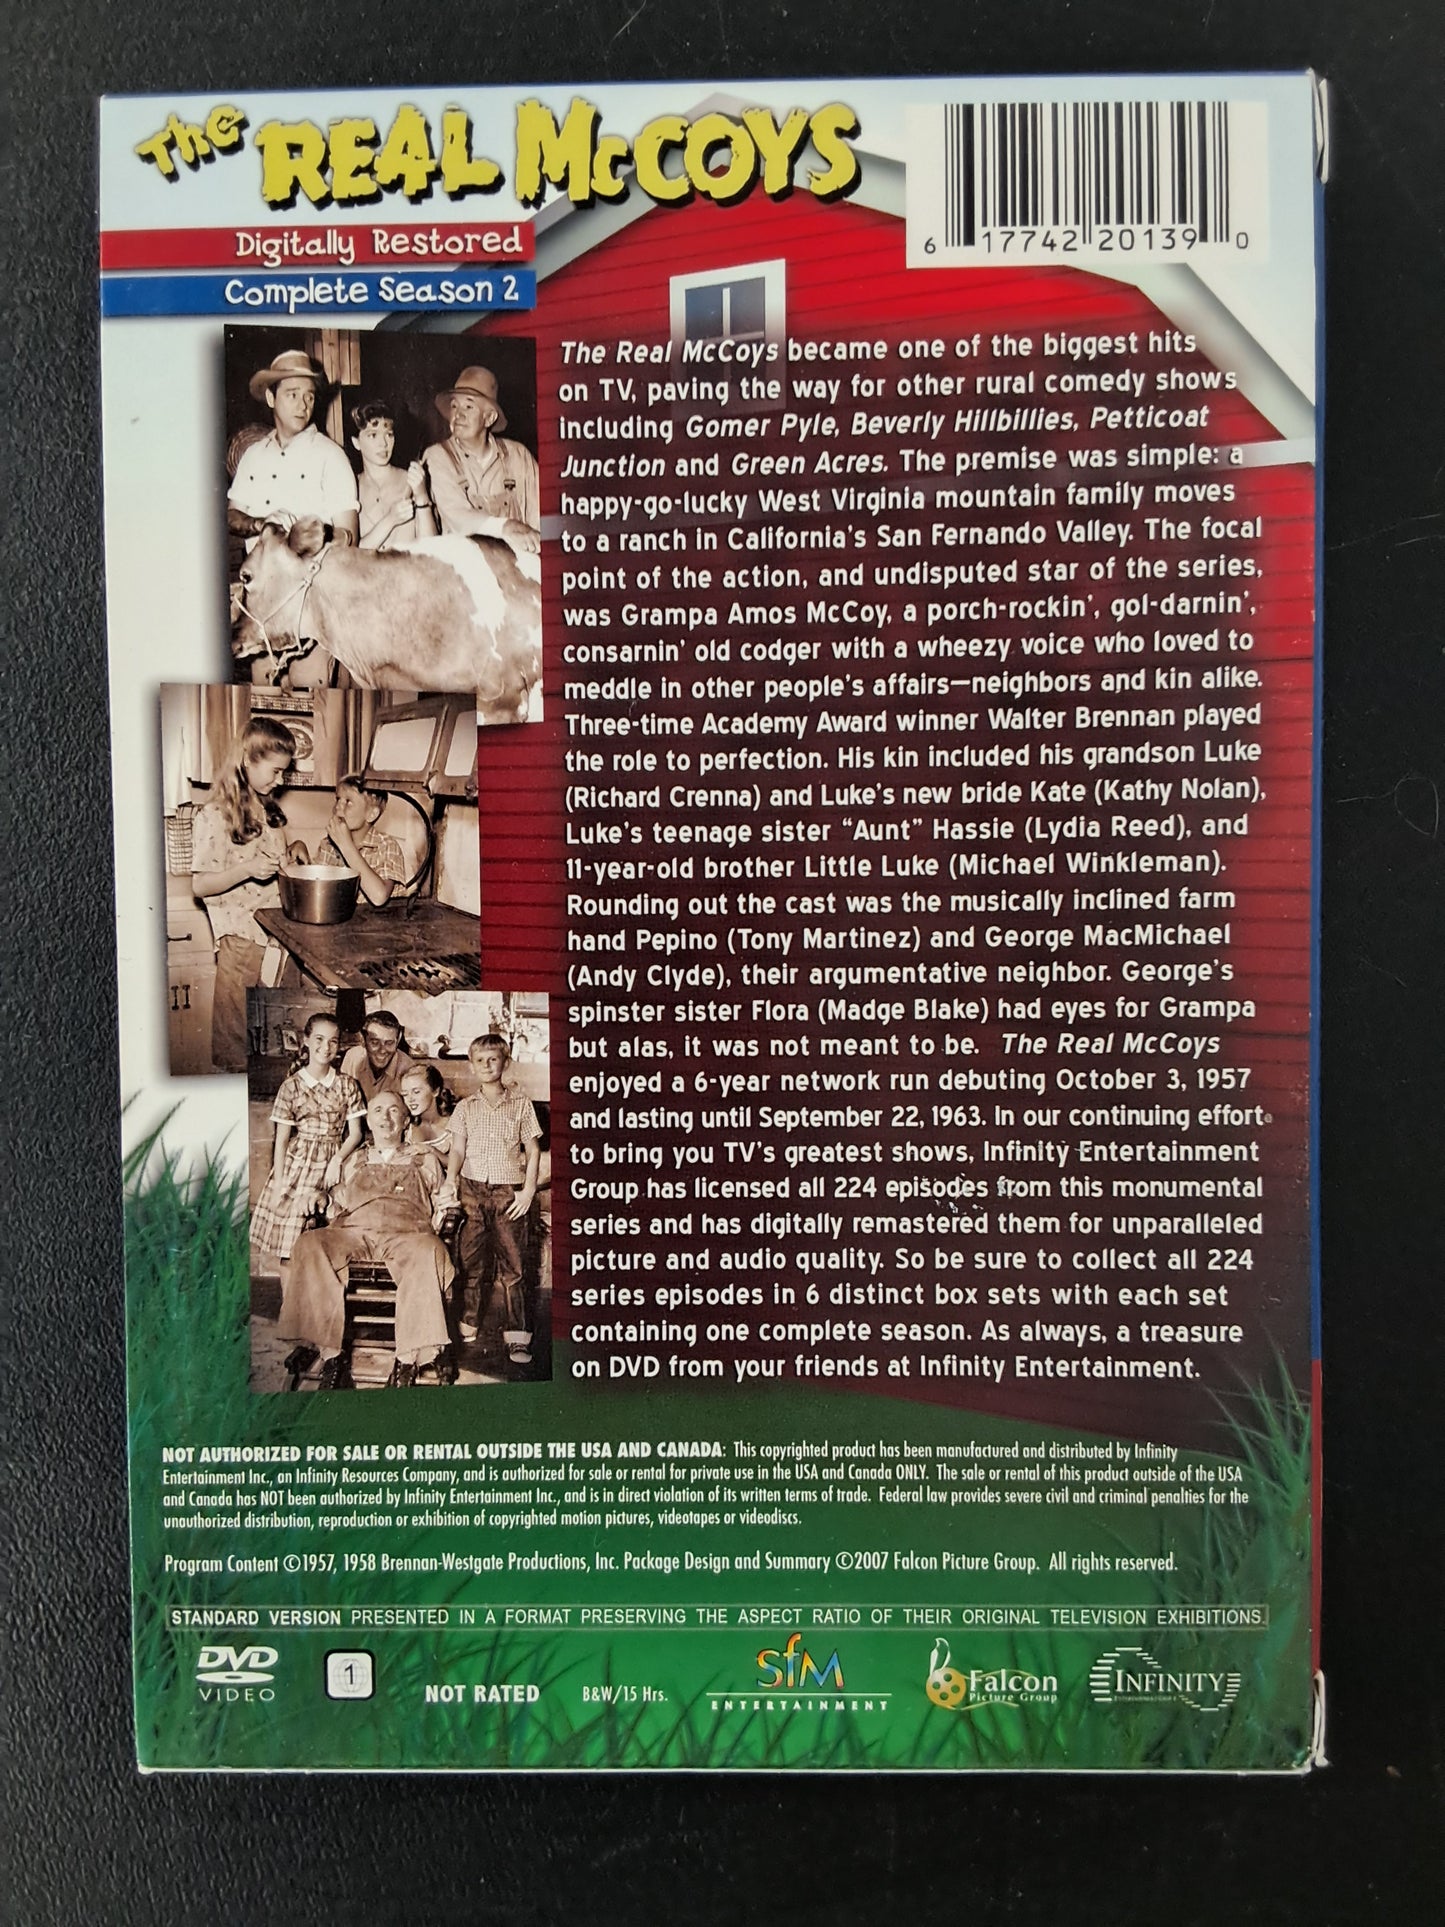 The REAL McCOYS
Digitally Restored
Complete Season 2
6 17742 20139 0
The Real McCoys became one of the biggest hits
on TV, paving the way for other rural comedy shows
including Gomer Pyle, Beverly Hillbillies, Petticoat
Junction and Green Acres. The premise was simple: a
happy-go-lucky West Virginia mountain family moves
to a ranch in California's San Fernando Valley. The focal
point of the action, and undisputed star of the series,
was Grampa Amos McCoy, a porch-rockin', gol-darnin',
consarnin' old codger with a wheezy voice who loved to
meddle in other people's affairs—neighbors and kin alike.
Three-time Academy Award winner Walter Brennan played
the role to perfection. His kin included his grandson Luke
(Richard Crenna) and Luke's new bride Kate (Kathy Nolan),
Luke's teenage sister "Aunt" Hassie (Lydia Reed), and
11-year-old brother Little Luke (Michael Winkleman).
Rounding out the cast was the musically inclined farm
hand Pepino (Tony Martinez) and George MacMichael
(Andy Clyde), their argumentative neighbor. George's
spinster sister Flora (Madge Blake) had eyes for Grampa
but alas, it was not meant to be. The Real McCoys
enjoyed a 6-year network run debuting October 3, 1957
and lasting until September 22, 1963. In our continuing effort
to bring you TV's greatest shows, Infinity Entertainment
Group has licensed all 224 episodes from this monumental
series and has digitally remastered them for unparalleled
picture and audio quality. So be sure to collect all 224
series episodes in 6 distinct box sets with each set
containing one complete season. As always, a treasure
on DVD from your friends at Infinity Entertainment.
NOT AUTHORIZED FOR SALE OR RENTAL OUTSIDE THE USA AND CANADA: This copyrighted product has been manufactured and distributed by Infinity
Entertainment Inc., an Infinity Resources Company, and is authorized for sale or rental for private use in the USA and Canada ONLY. The sale or rental of this product outside of the USA
and Canada has NOT been authorized by Infinity Entertainment Inc., and is in direct violation of its written terms of trade. Federal law provides severe civil and criminal penalties for the
unauthorized distribution, reproduction or exhibition of copyrighted motion pictures, videotapes or videodiscs.
Program Content ©1957, 1958 Brennan-Westgate Productions, Inc. Package Design and Summary ©2007 Falcon Picture Group. All rights reserved.
STANDARD VERSION PRESENTED IN A FORMAT PRESERVING THE ASPECT RATIO OF THEIR ORIGINAL TELEVISION EXHIBITIONS.
DVD
VIDEO
1
NOT RATED
B&W/15 Hrs.
SFM
ENTERTAINMENT
Falcon
Picture Group
INFINITY